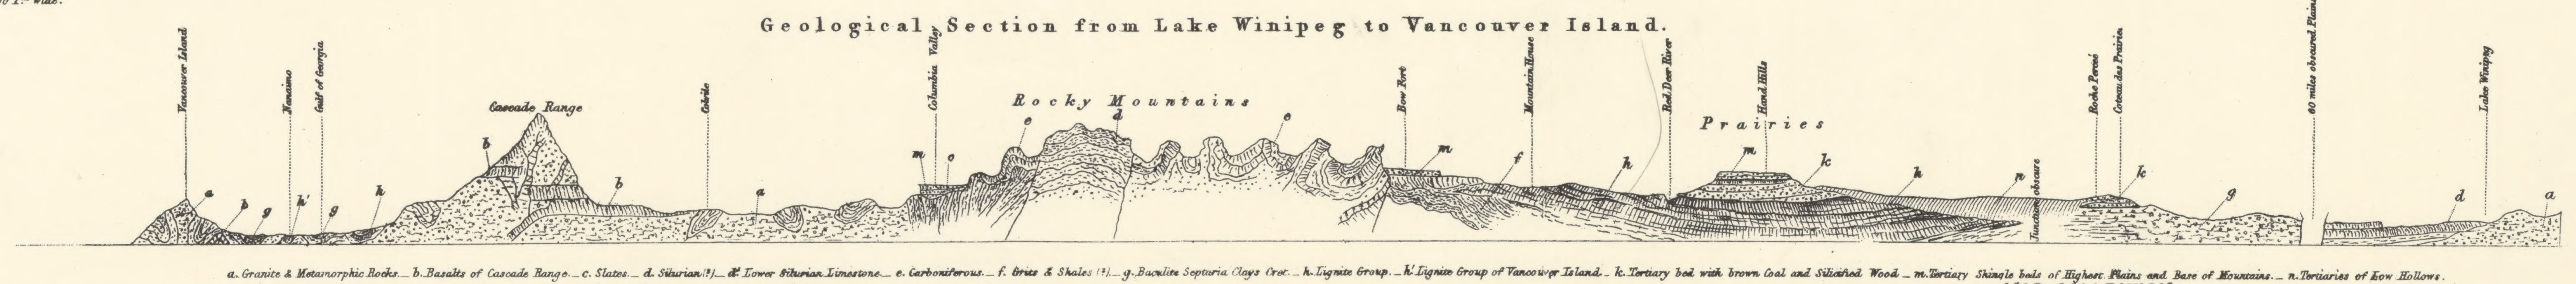 Geological Section from Lake Winipeg to Vancouver Island.
Vancouver Island
Nanaimo
Gulf of Georgia
Cascade Range
Columbia Valley
Rocky Mountains
Bow Fort
Mountain House
Red Deer River
Hand Hills
Prairies
Roche Percé
Coteau des Prairies
60 miles obscured Plain
Lake Winipeg
Junction obscure
a b g h' g h b b a m o e d e m f h m k h n k g d a
a. Granite & Metamorphic Rocks. _ b. Basalts of Cascade Range. _ c. Slates. _ d. Silurian(?). _ d'. Lower Silurian Limestone. _ e. Carboniferous. _ f. Grits & Shales (?). _ g. Baculite Septaria Clays Cret. _ h. Lignite Group. _ h'. Lignite Group of Vancouver Island. _ k. Tertiary bed with brown Coal and Silicified Wood _ m. Tertiary Shingle beds of Highest Plains and Base of Mountains. _ n. Tertiaries of Low Hollows.